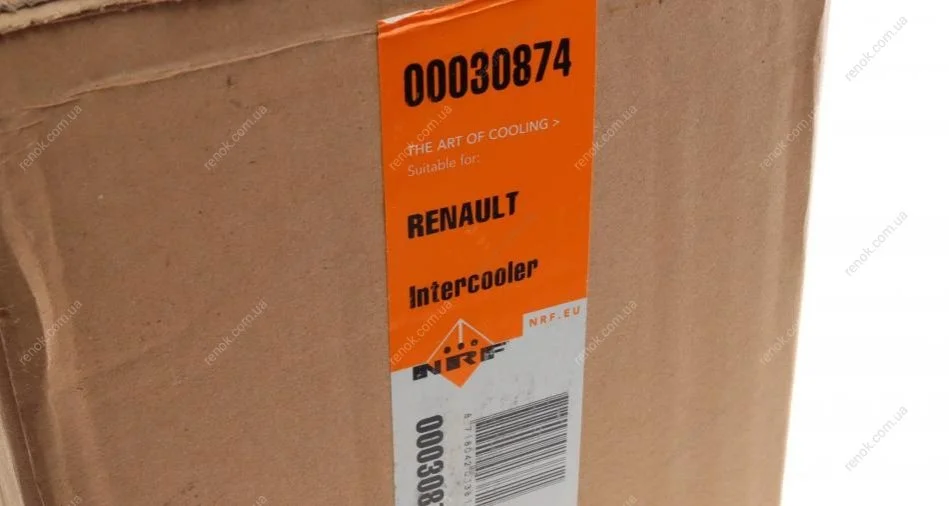 00030874
THE ART OF COOLING >
Suitable for:
RENAULT
Intercooler
NRF.EU
NRF
renok.com.ua